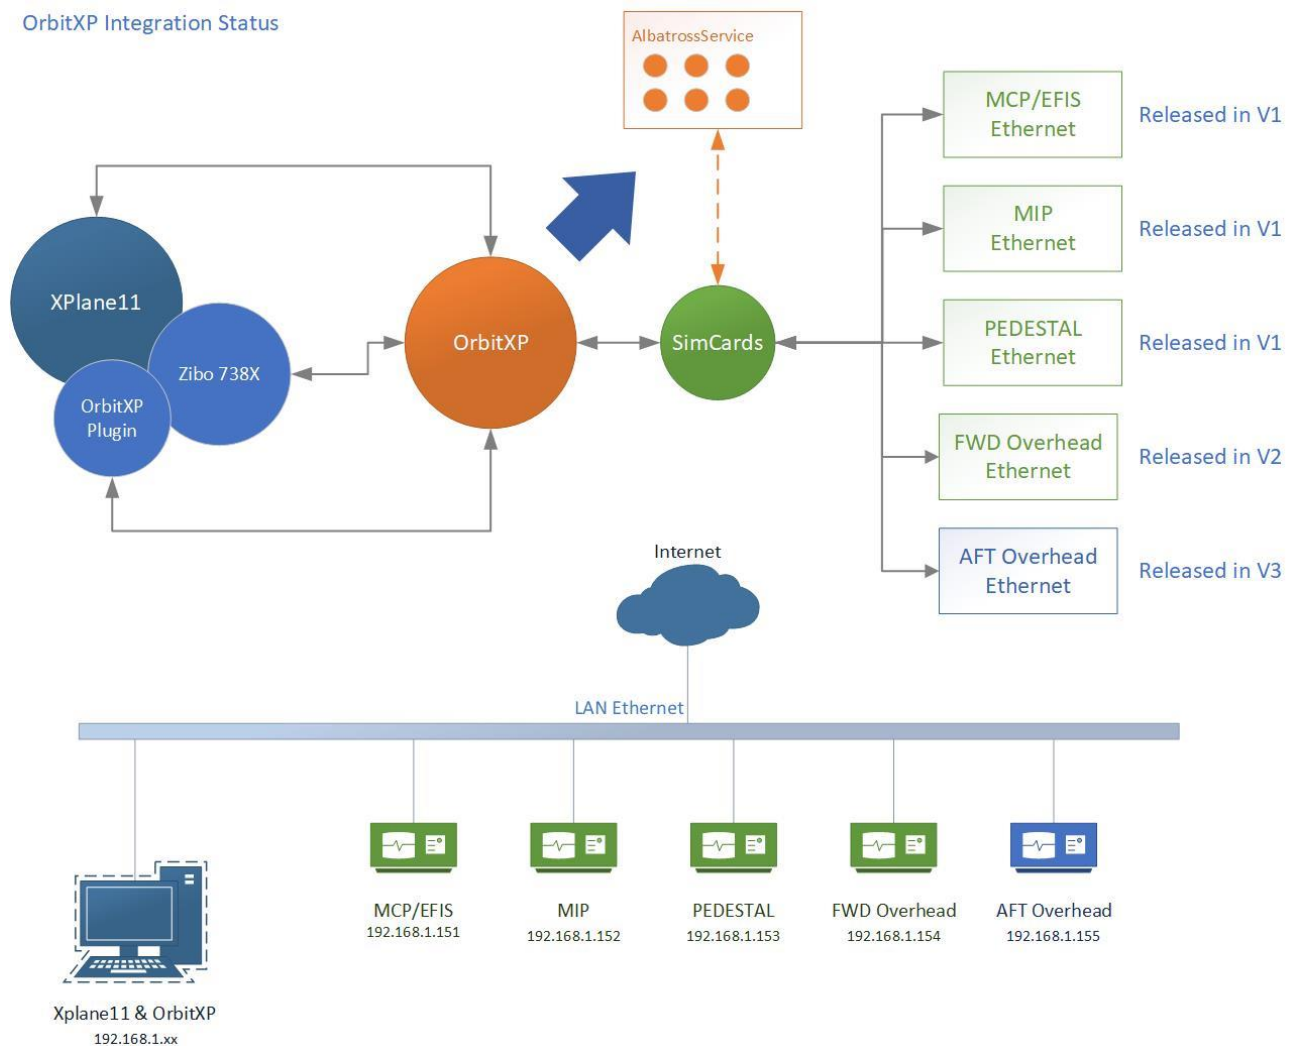 OrbitXP Integration Status
AlbatrossService
MCP/EFIS
Ethernet
Released in V1
MIP
Ethernet
Released in V1
XPlane11
OrbitXP
SimCards
PEDESTAL
Ethernet
Released in V1
Zibo 738X
OrbitXP
Plugin
FWD Overhead
Ethernet
Released in V2
AFT Overhead
Ethernet
Released in V3
Internet
LAN Ethernet
MCP/EFIS
192.168.1.151
MIP
192.168.1.152
PEDESTAL
192.168.1.153
FWD Overhead
192.168.1.154
AFT Overhead
192.168.1.155
Xplane11 & OrbitXP
192.168.1.xx